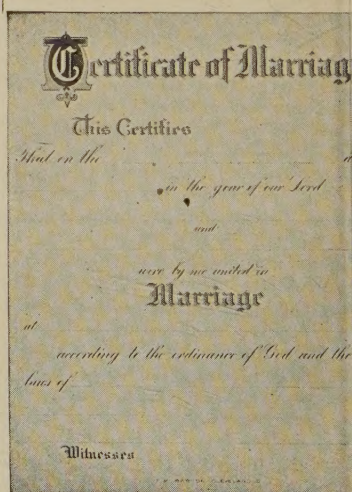 Certificate of Marriag
This Certifies
That on the d
in the year of our Lord
and
were by me united in
Marriage
at
according to the ordinance of God and the
laws of
Witnesses